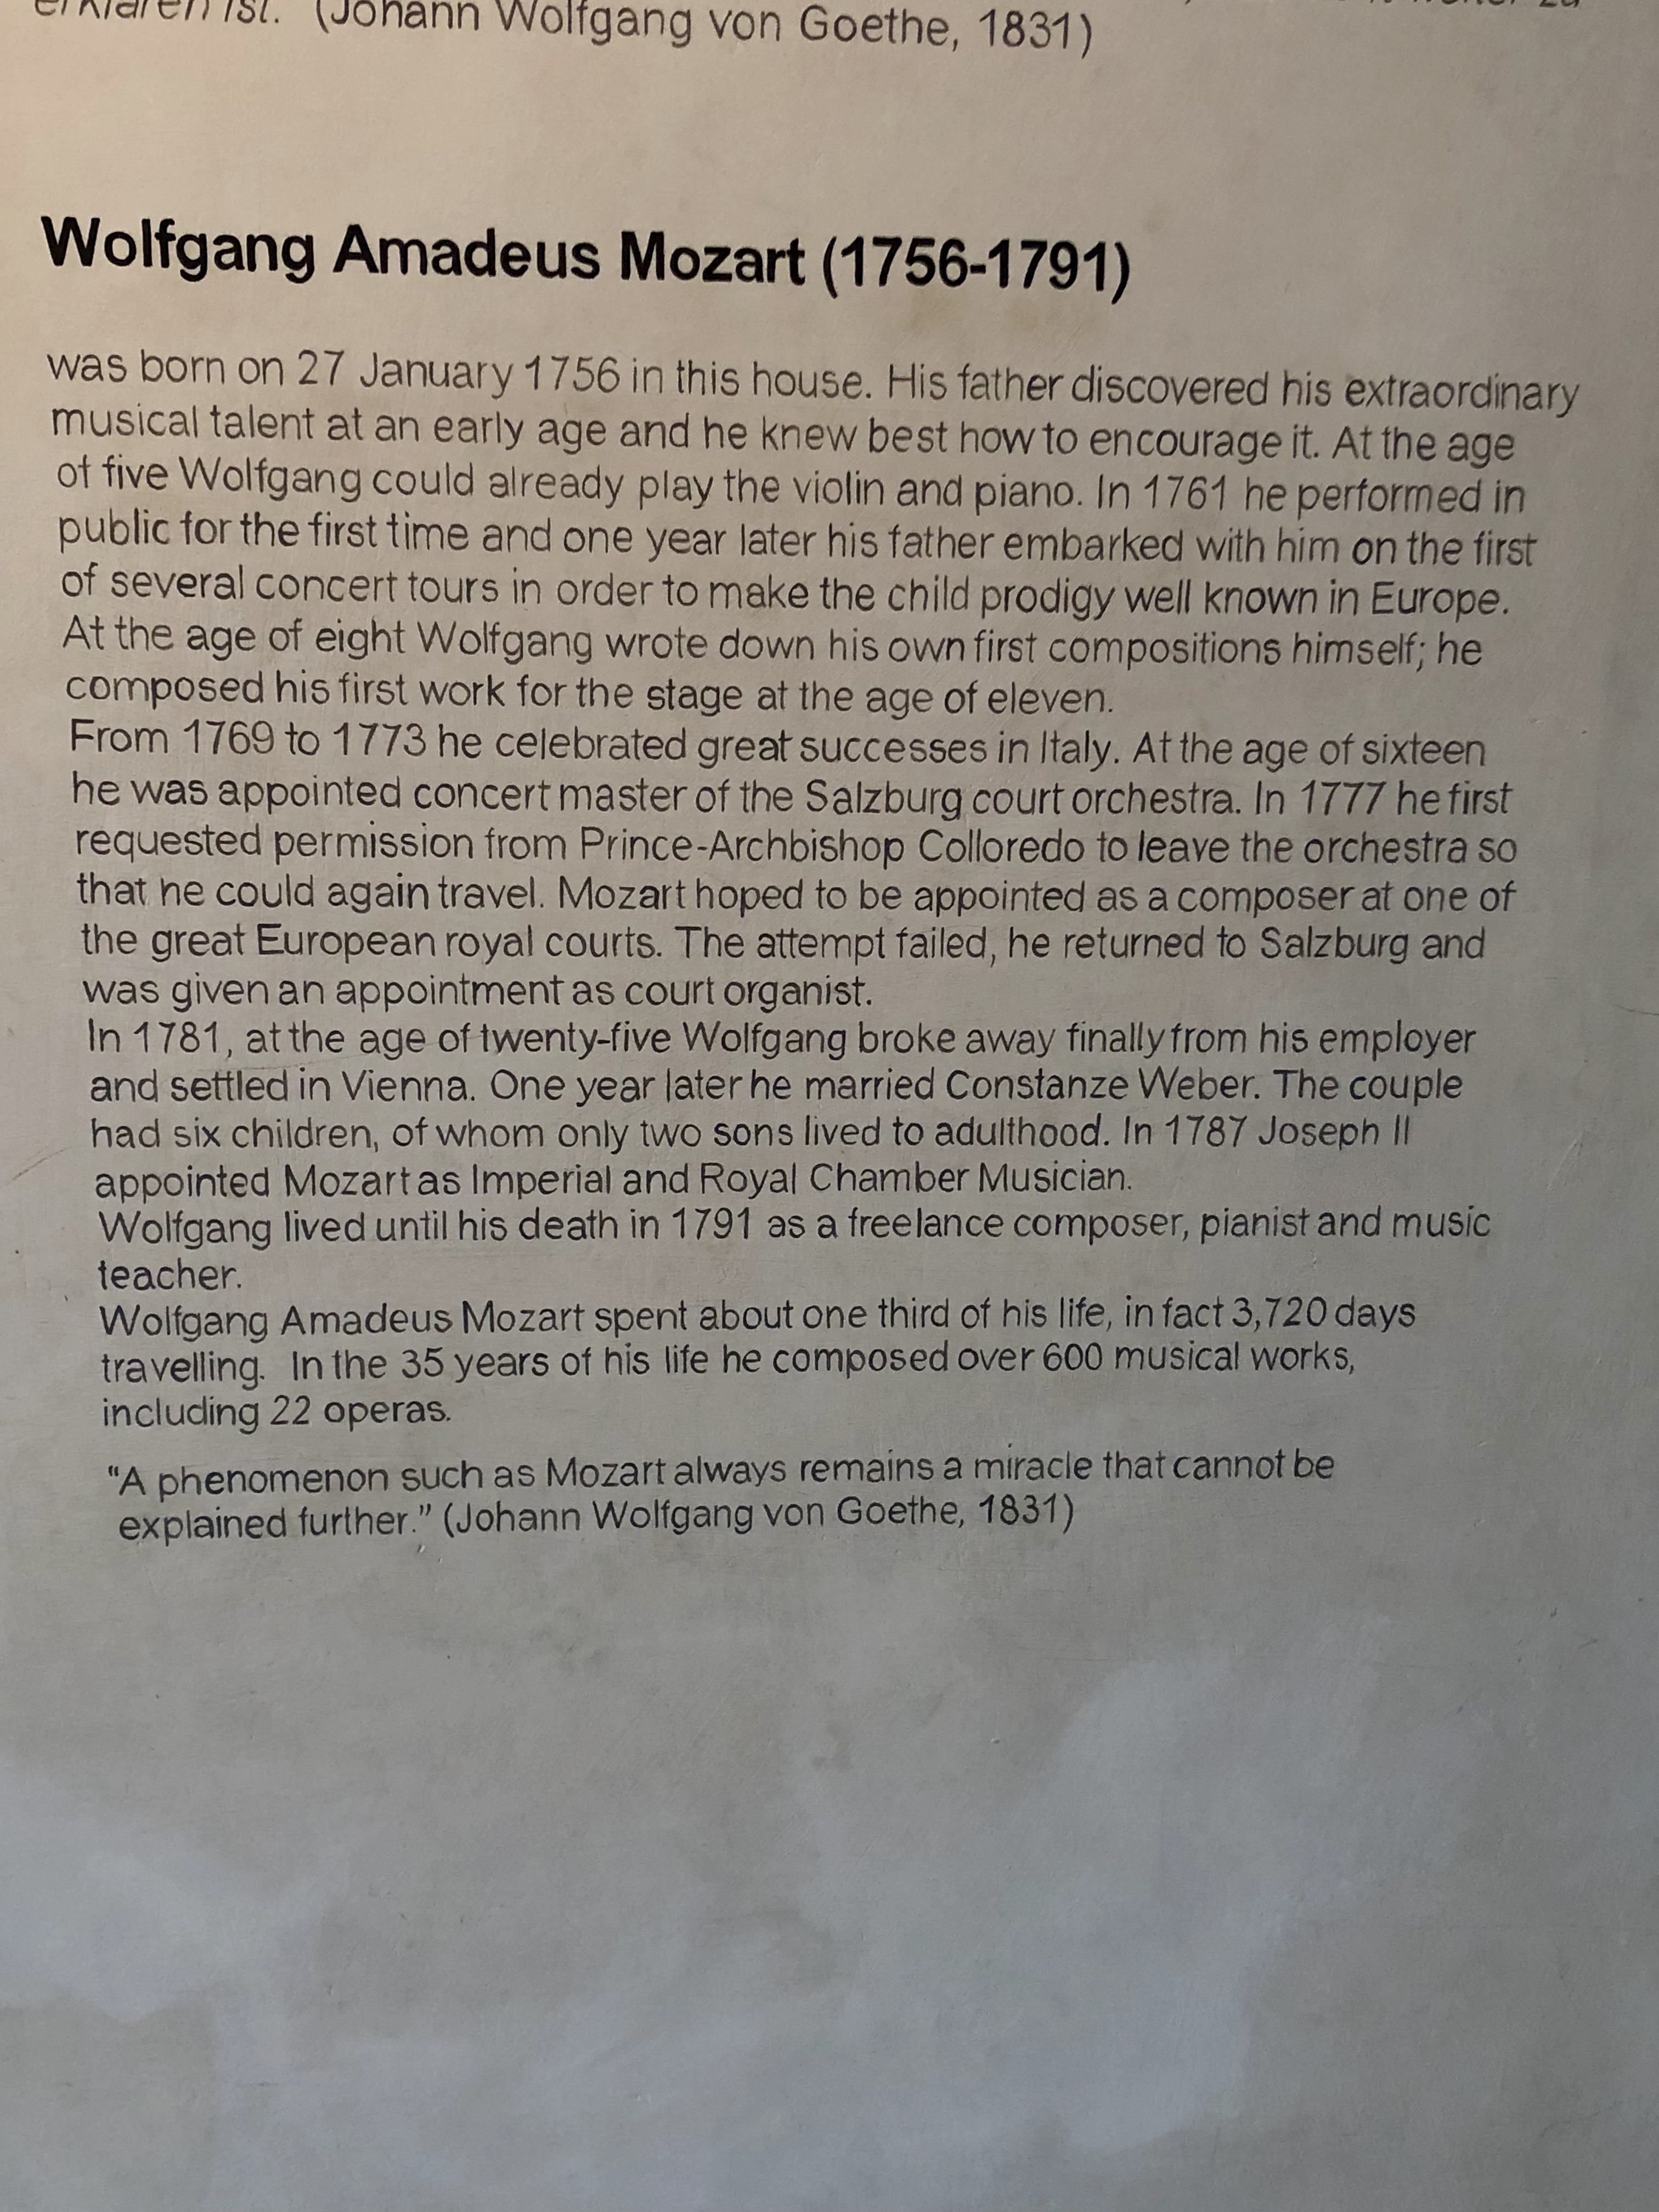 erklären ist. (Johann Wolfgang von Goethe, 1831)
Wolfgang Amadeus Mozart (1756-1791)
was born on 27 January 1756 in this house. His father discovered his extraordinary
musical talent at an early age and he knew best how to encourage it. At the age
of five Wolfgang could already play the violin and piano. In 1761 he performed in
public for the first time and one year later his father embarked with him on the first
of several concert tours in order to make the child prodigy well known in Europe.
At the age of eight Wolfgang wrote down his own first compositions himself; he
composed his first work for the stage at the age of eleven.
From 1769 to 1773 he celebrated great successes in Italy. At the age of sixteen
he was appointed concert master of the Salzburg court orchestra. In 1777 he first
requested permission from Prince-Archbishop Colloredo to leave the orchestra so
that he could again travel. Mozart hoped to be appointed as a composer at one of
the great European royal courts. The attempt failed, he returned to Salzburg and
was given an appointment as court organist.
In 1781, at the age of twenty-five Wolfgang broke away finally from his employer
and settled in Vienna. One year later he married Constanze Weber. The couple
had six children, of whom only two sons lived to adulthood. In 1787 Joseph II
appointed Mozart as Imperial and Royal Chamber Musician.
Wolfgang lived until his death in 1791 as a freelance composer, pianist and music
teacher.
Wolfgang Amadeus Mozart spent about one third of his life, in fact 3,720 days
travelling. In the 35 years of his life he composed over 600 musical works,
including 22 operas.
“A phenomenon such as Mozart always remains a miracle that cannot be
explained further.” (Johann Wolfgang von Goethe, 1831)